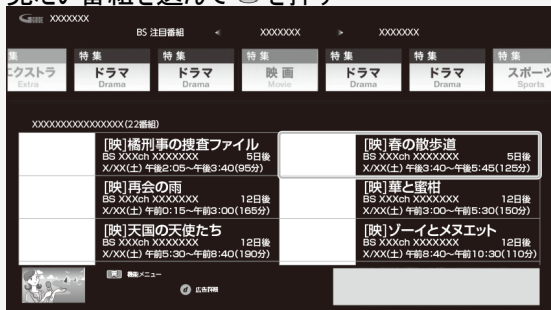 見たい番組を選んで を押す
GGUIDE XXXXXXX
BS 注目番組 < XXXXXXX > XXXXXXX
集 特集 特集 特集 特集 特集 特集
エクストラ ドラマ ドラマ 映画 ドラマ ドラマ スポーツ
Extra Drama Drama Movie Drama Drama Sports
XXXXXXXXXXXXXXXX(22番組)
[映]橘刑事の捜査ファイル
BS XXXch XXXXXXX 5日後
X/XX(土) 午後2:05~午後3:40(95分)
[映]春の散歩道
BS XXXch XXXXXXX 5日後
X/XX(土) 午後3:40~午後5:45(125分)
[映]再会の雨
BS XXXch XXXXXXX 12日後
X/XX(土) 午前0:15~午前3:00(165分)
[映]華と蜜柑
BS XXXch XXXXXXX 12日後
X/XX(土) 午前3:00~午前5:30(150分)
[映]天国の天使たち
BS XXXch XXXXXXX 12日後
X/XX(土) 午前5:30~午前8:40(190分)
[映]ゾーイとメヌエット
BS XXXch XXXXXXX 12日後
X/XX(土) 午前8:40~午前10:30(110分)
機能メニュー
d 広告詳細